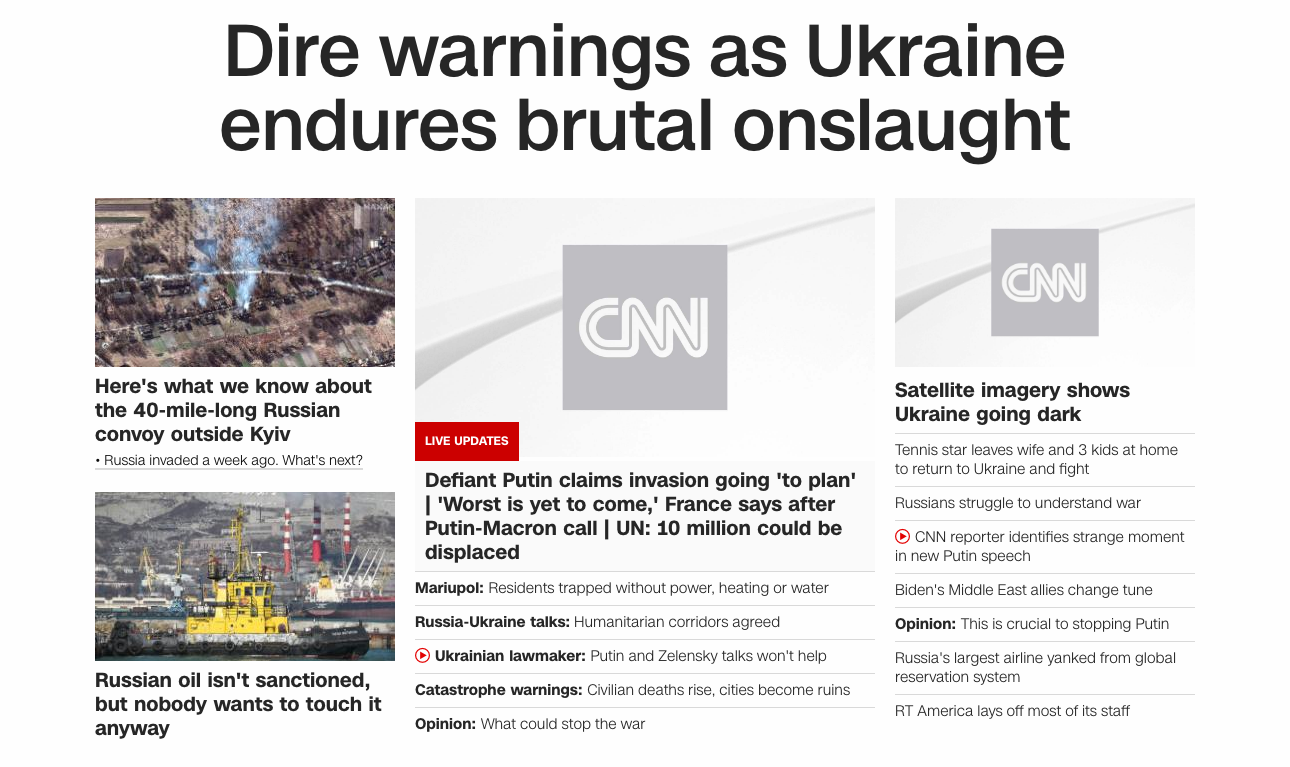 Dire warnings as Ukraine
endures brutal onslaught
MAXAR
Here's what we know about
the 40-mile-long Russian
convoy outside Kyiv
• Russia invaded a week ago. What's next?
Russian oil isn't sanctioned,
but nobody wants to touch it
anyway
CNN
LIVE UPDATES
Defiant Putin claims invasion going 'to plan'
| 'Worst is yet to come,' France says after
Putin-Macron call | UN: 10 million could be
displaced
Mariupol: Residents trapped without power, heating or water
Russia-Ukraine talks: Humanitarian corridors agreed
Ukrainian lawmaker: Putin and Zelensky talks won't help
Catastrophe warnings: Civilian deaths rise, cities become ruins
Opinion: What could stop the war
CNN
Satellite imagery shows
Ukraine going dark
Tennis star leaves wife and 3 kids at home
to return to Ukraine and fight
Russians struggle to understand war
CNN reporter identifies strange moment
in new Putin speech
Biden's Middle East allies change tune
Opinion: This is crucial to stopping Putin
Russia's largest airline yanked from global
reservation system
RT America lays off most of its staff